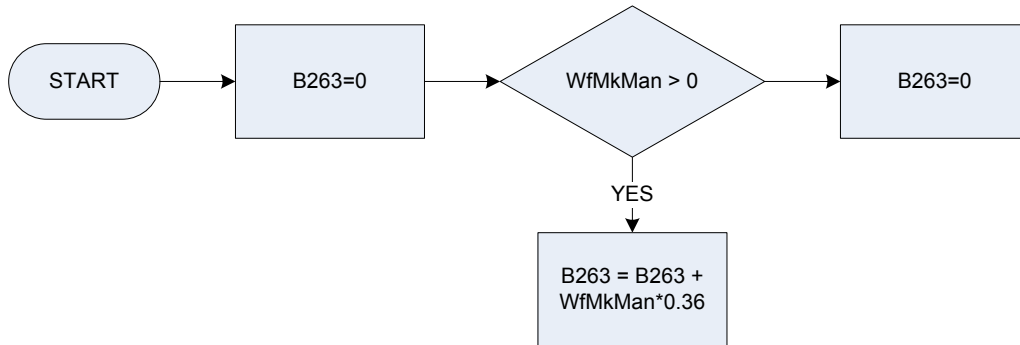 START
B263=0
WfMkMan > 0
B263=0
YES
B263 = B263 +
WfMkMan*0.36